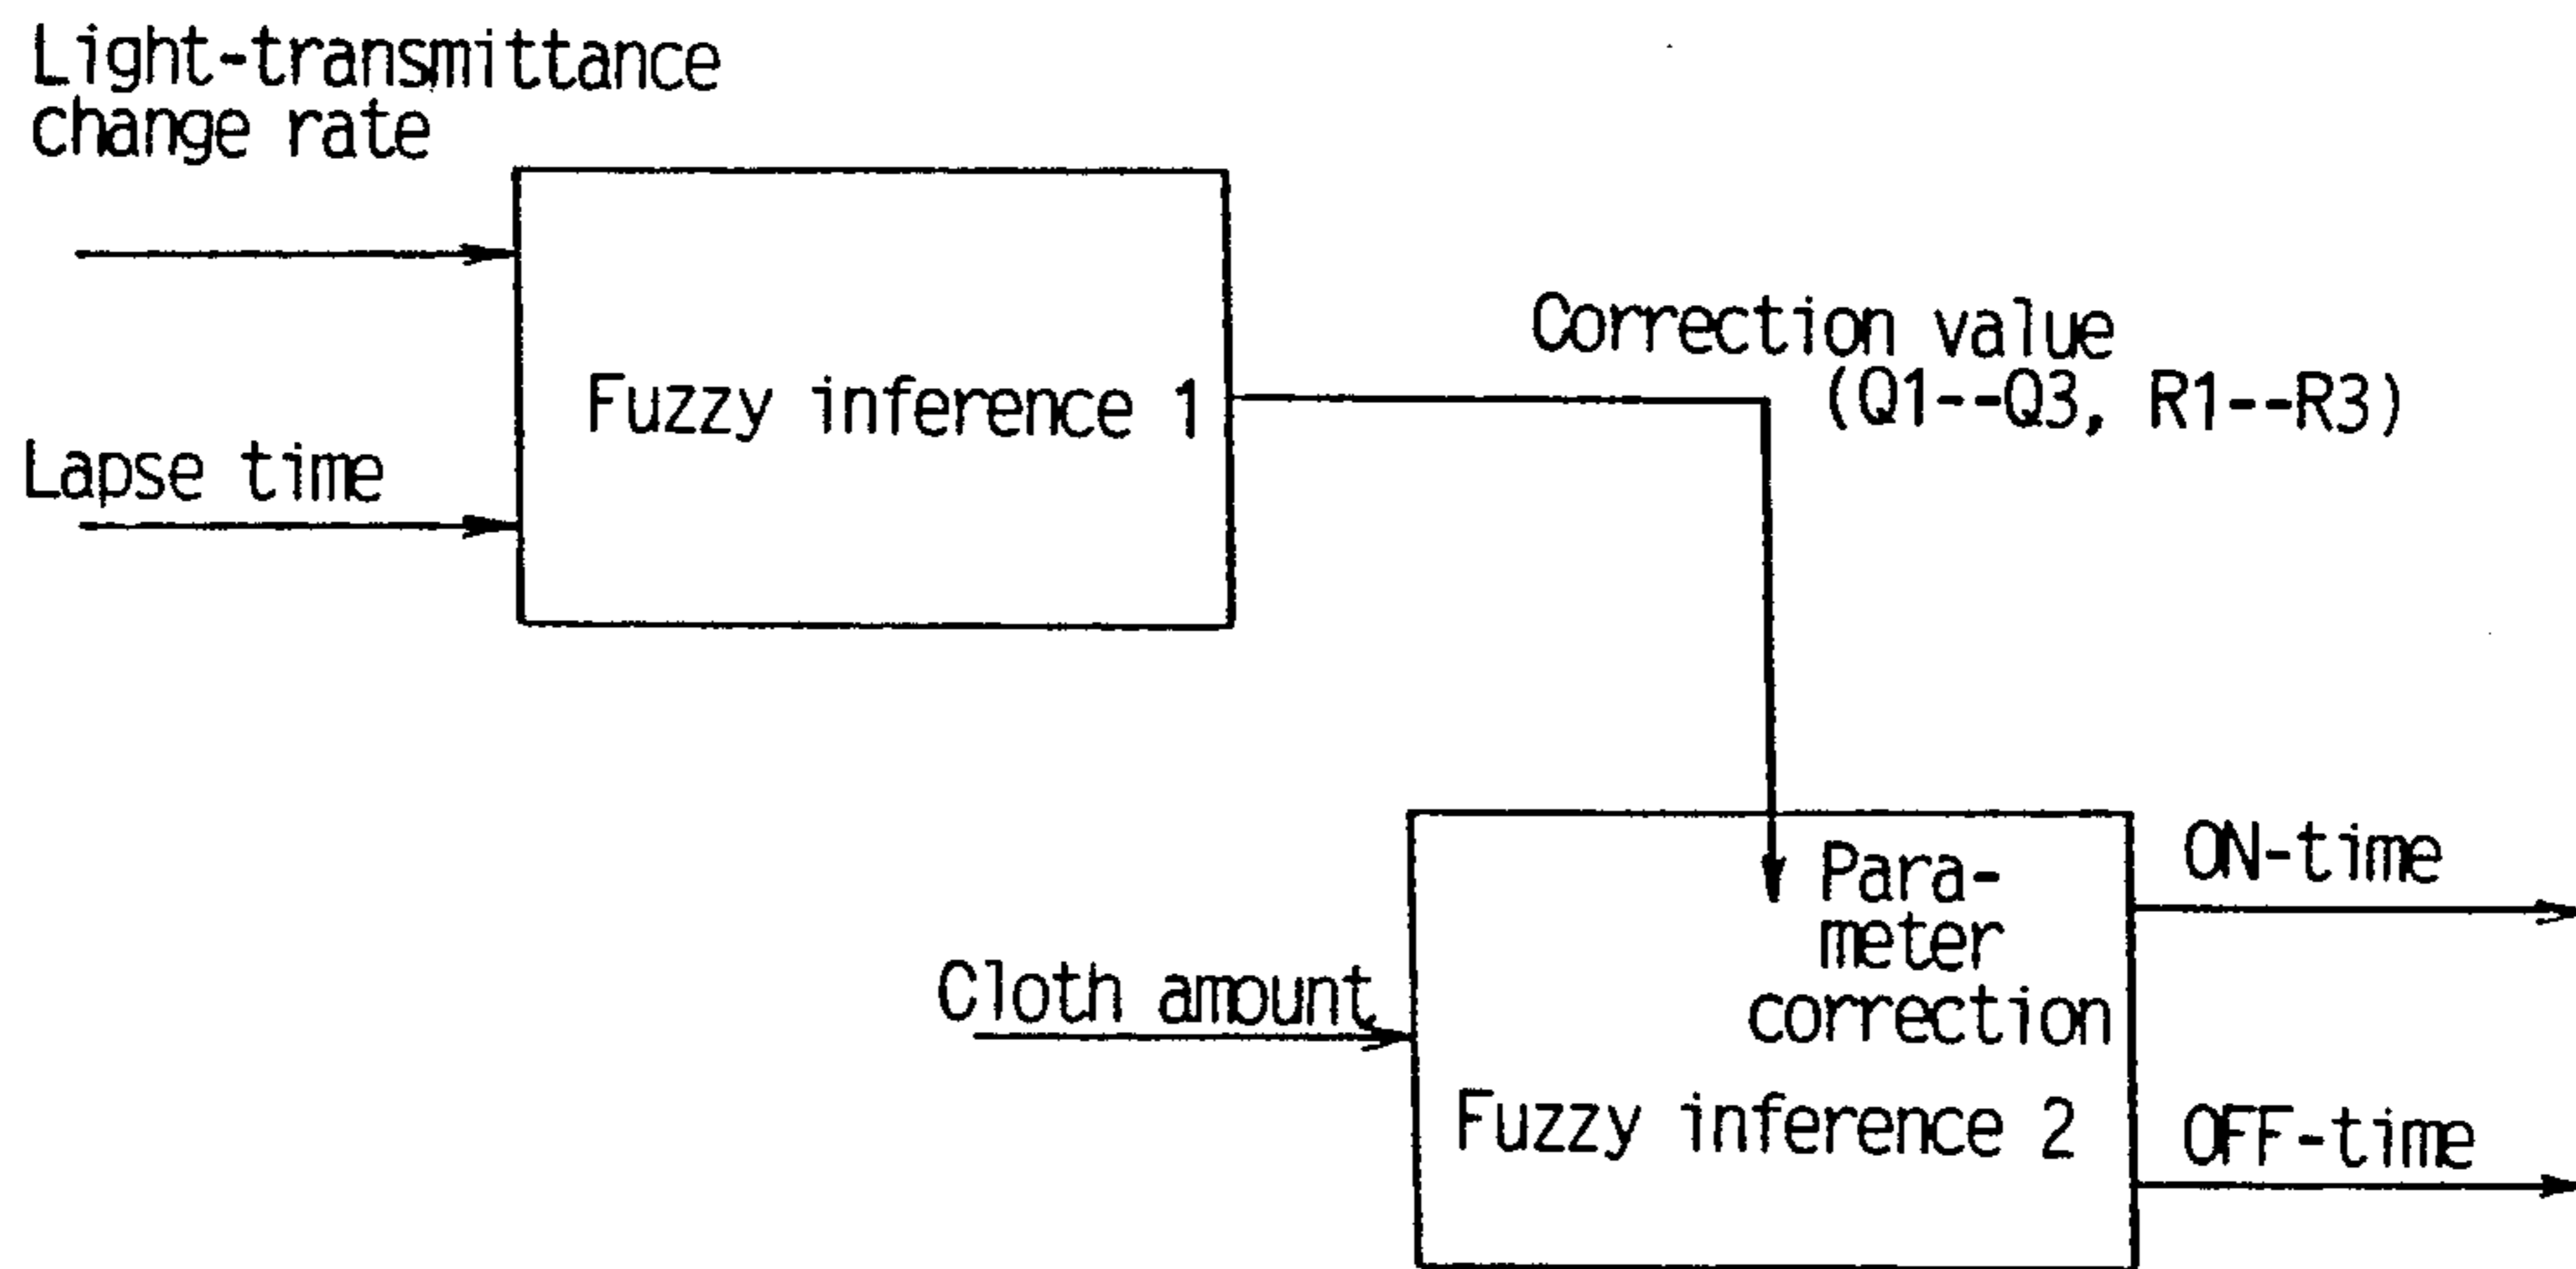 Light-transmittance
change rate
Fuzzy inference 1
Lapse time
Correction value
(Q1--Q3, R1--R3)
Para-
meter
correction
Cloth amount
Fuzzy inference 2
ON-time
OFF-time